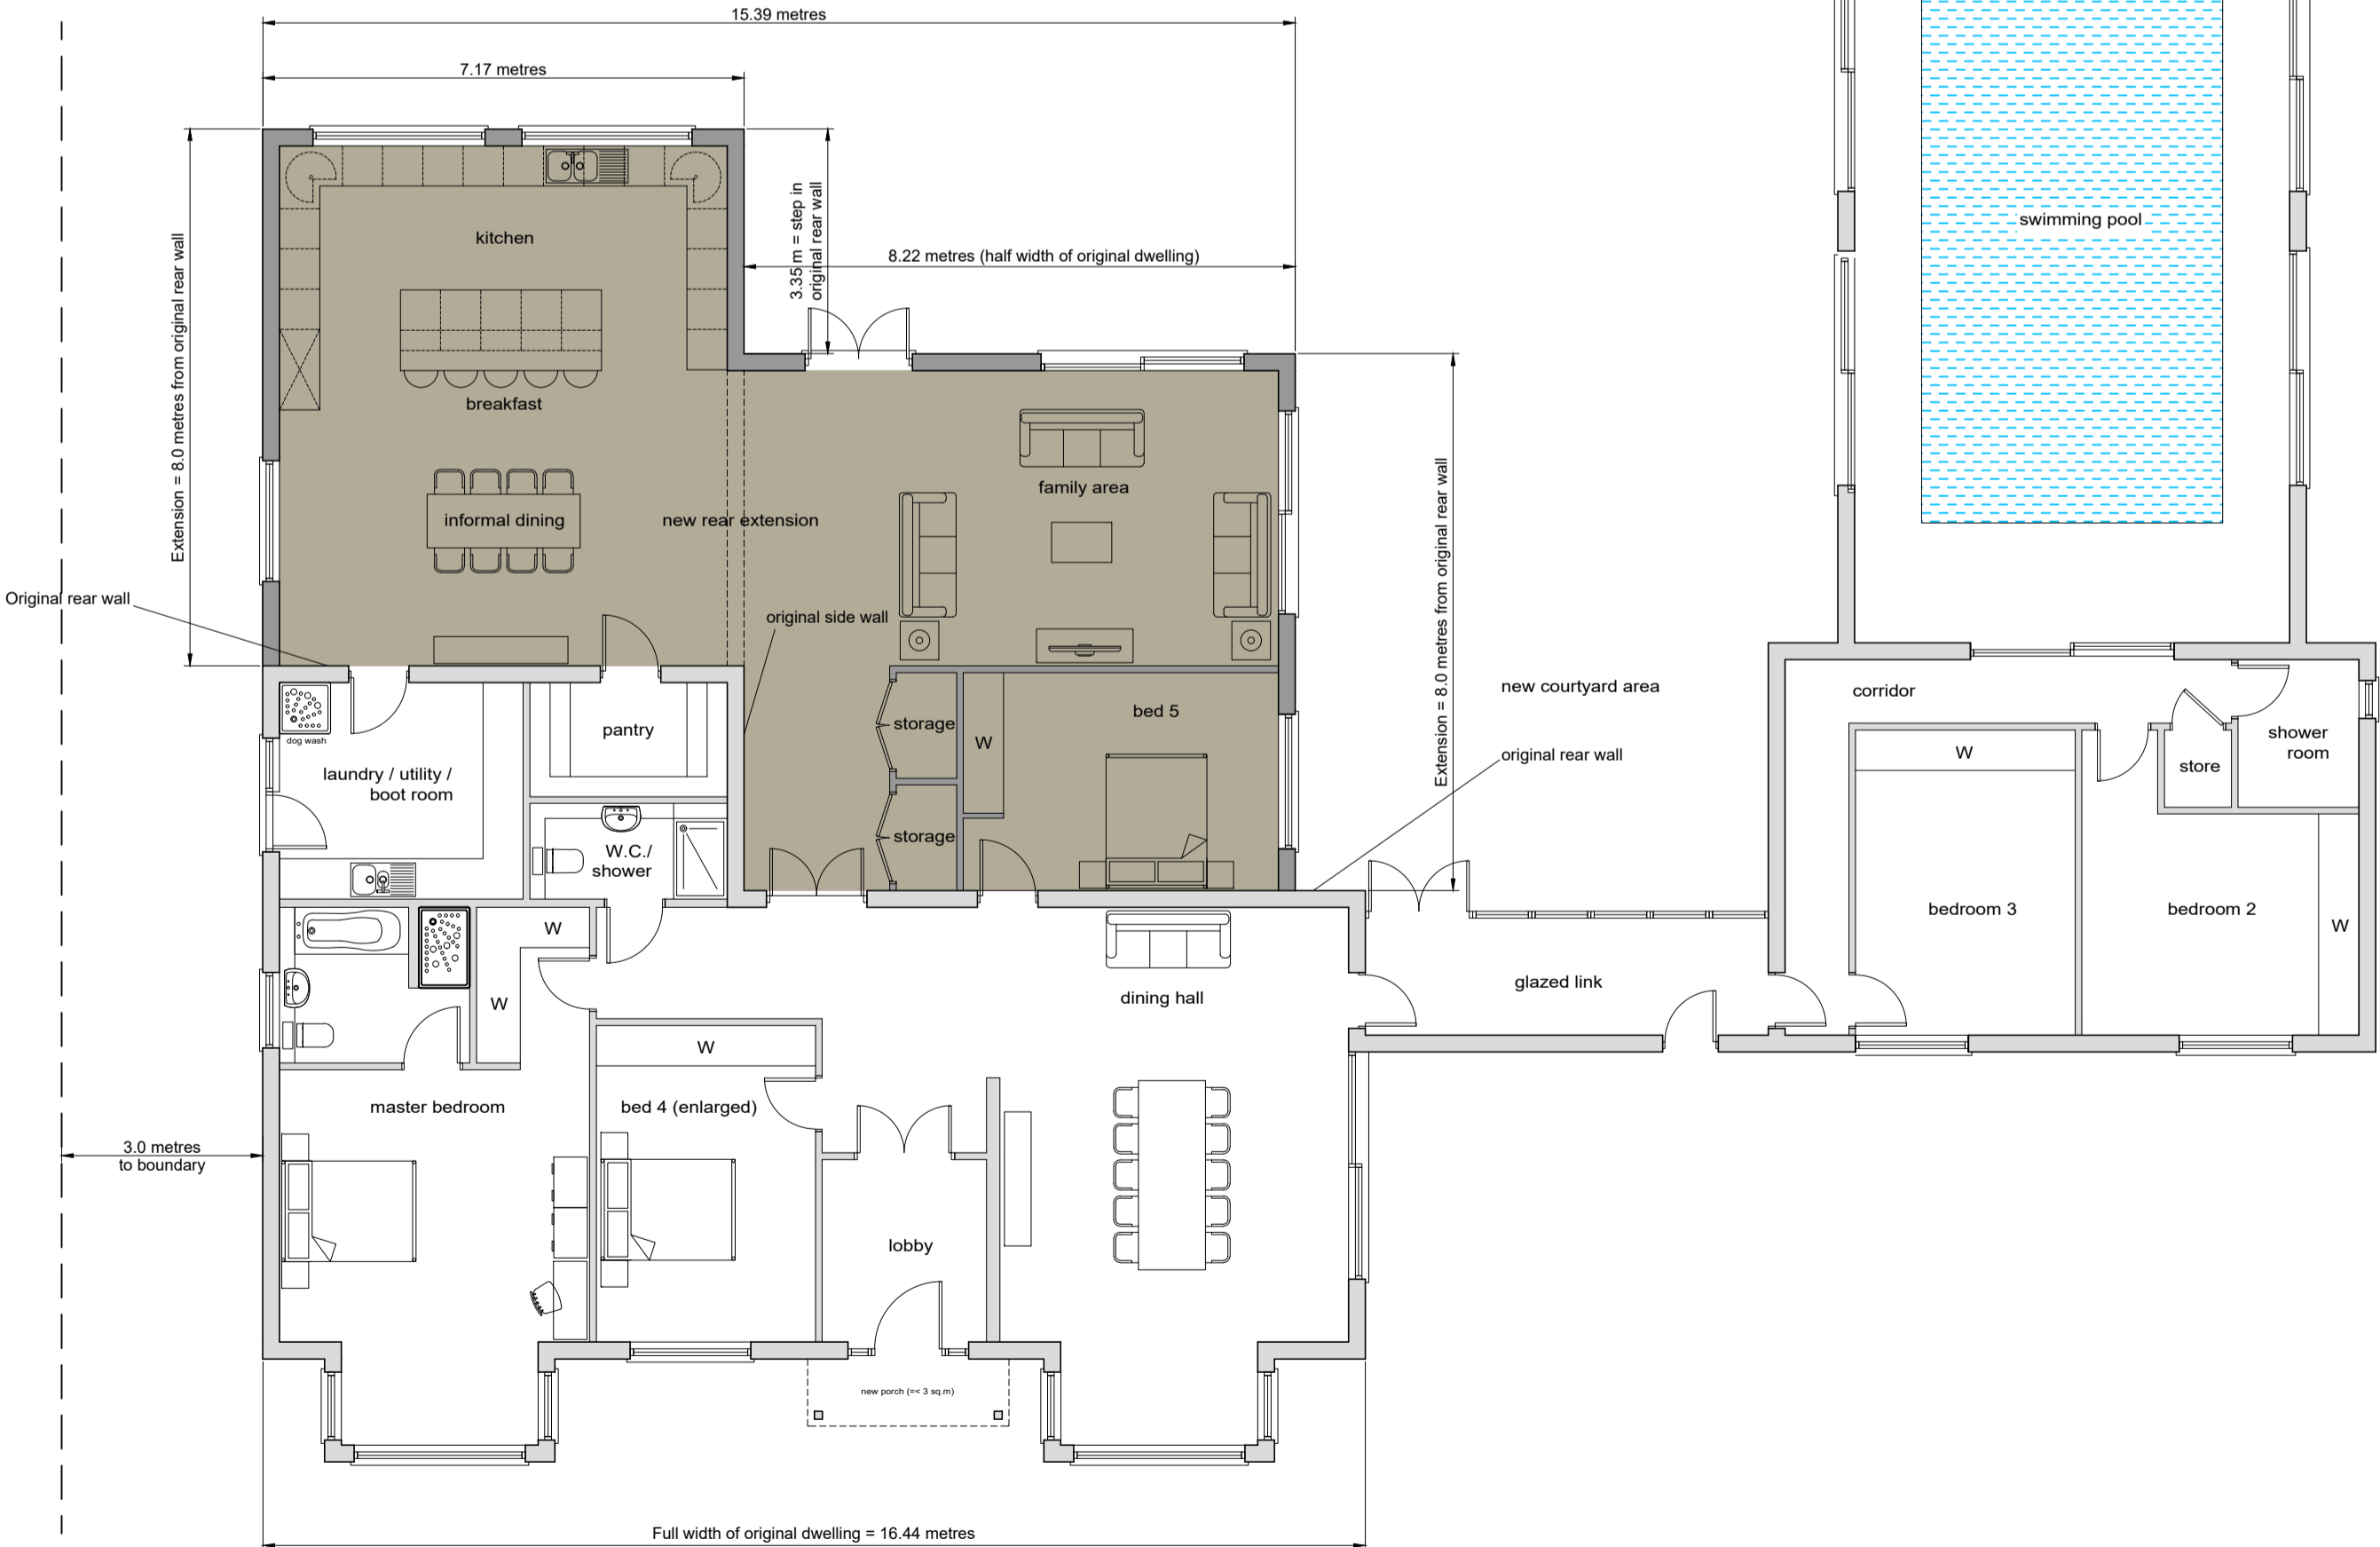 15.39 metres
7.17 metres
swimming pool
kitchen
3.35 m = step in
original rear wall
8.22 metres (half width of original dwelling)
Extension = 8.0 metres from original rear wall
breakfast
family area
informal dining
new rear extension
Original rear wall
original side wall
Extension = 8.0 metres from original rear wall
new courtyard area
corridor
storage
bed 5
pantry
W
dog wash
laundry / utility /
boot room
original rear wall
W
store
shower
room
storage
W.C./
shower
W
bedroom 3
bedroom 2
W
W
dining hall
glazed link
W
master bedroom
bed 4 (enlarged)
3.0 metres
to boundary
lobby
new porch (=< 3 sq.m)
Full width of original dwelling = 16.44 metres